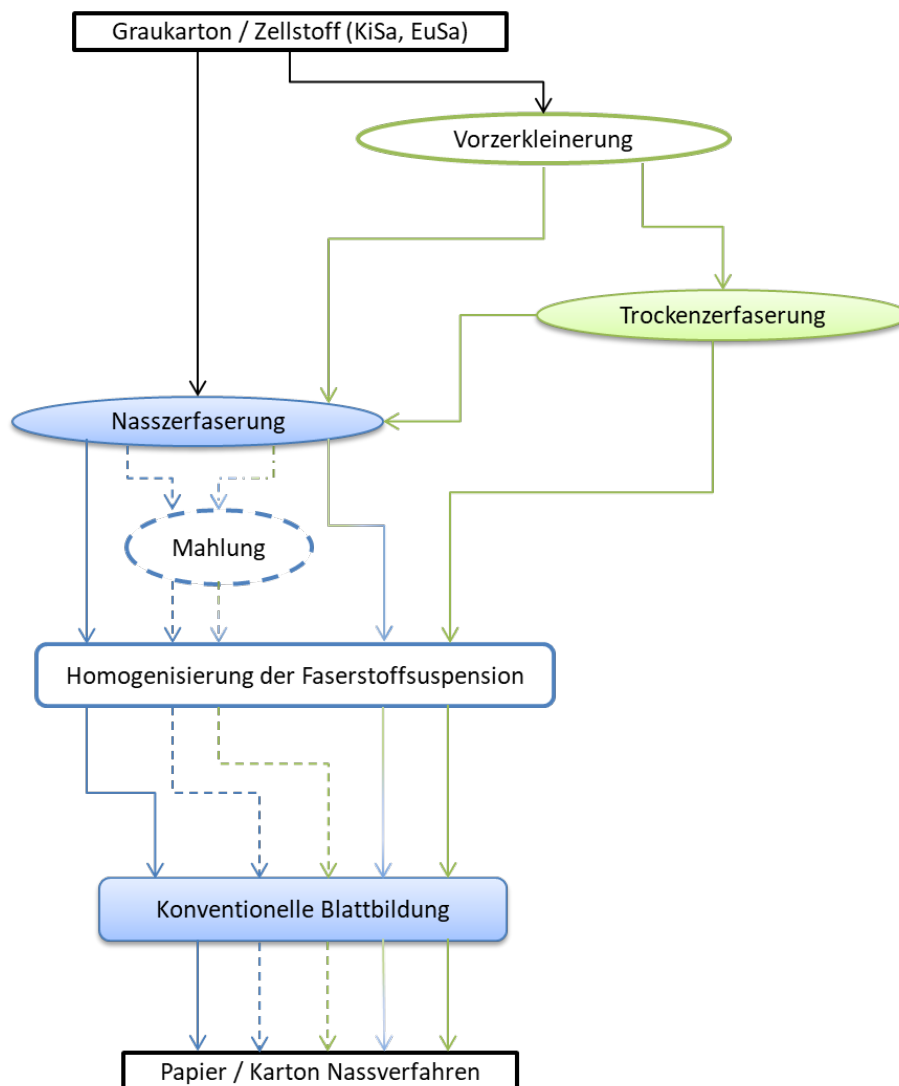 Graukarton / Zellstoff (KiSa, EuSa)
Vorzerkleinerung
Trockenzerfaserung
Nasszerfaserung
Mahlung
Homogenisierung der Faserstoffsuspension
Konventionelle Blattbildung
Papier / Karton Nassverfahren